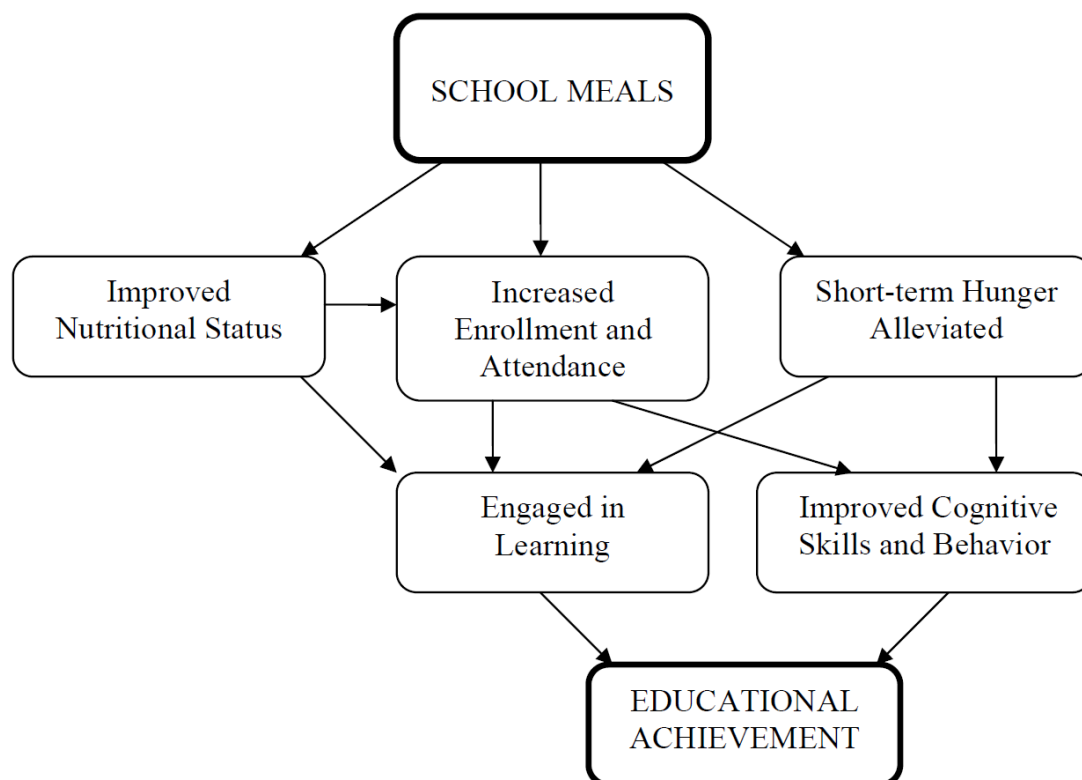 SCHOOL MEALS
Improved
Nutritional Status
Increased
Enrollment and
Attendance
Short-term Hunger
Alleviated
Engaged in
Learning
Improved Cognitive
Skills and Behavior
EDUCATIONAL
ACHIEVEMENT